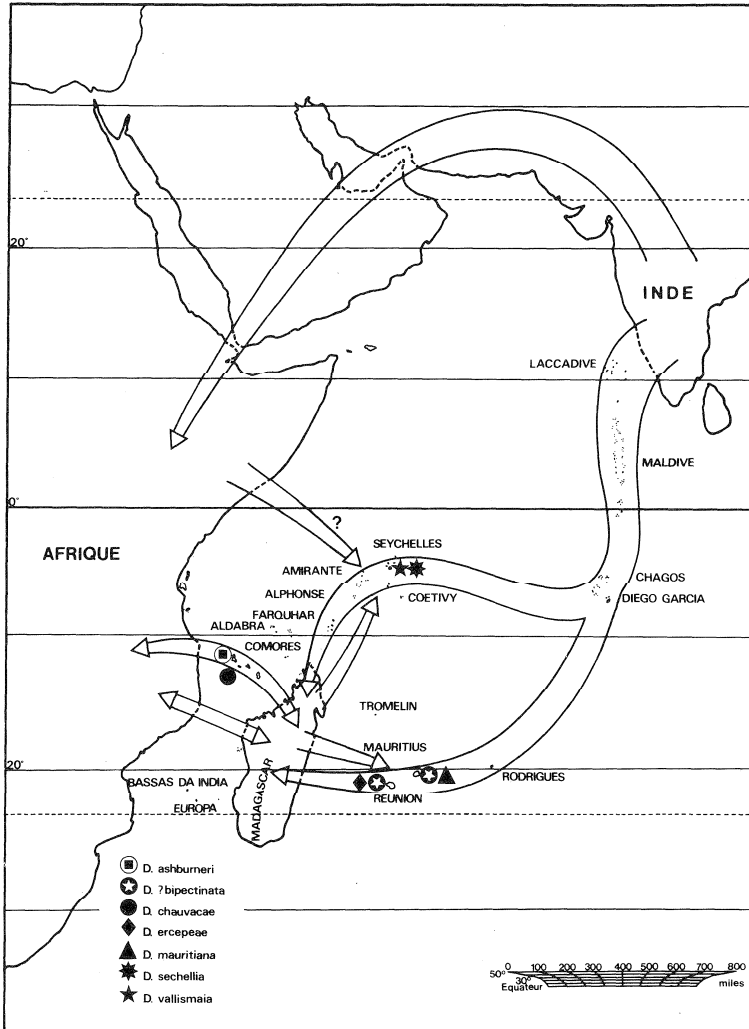 20°
INDE
LACCADIVE
MALDIVE
0°
?
AFRIQUE
SEYCHELLES
AMIRANTE
CHAGOS
ALPHONSE
COETIVY
DIEGO GARCIA
FARQUHAR
ALDABRA
COMORES
TROMELIN
MAURITIUS
20°
RODRIGUES
BASSAS DA INDIA
REUNION
EUROPA
MADAGASCAR
D. ashburneri
D. ?bipectinata
D. chauvacae
D. ercepeae
D. mauritiana
D. sechellia
D. vallismaia
0 100 200 300 400 500 600 700 800
50°
30°
Equateur
miles